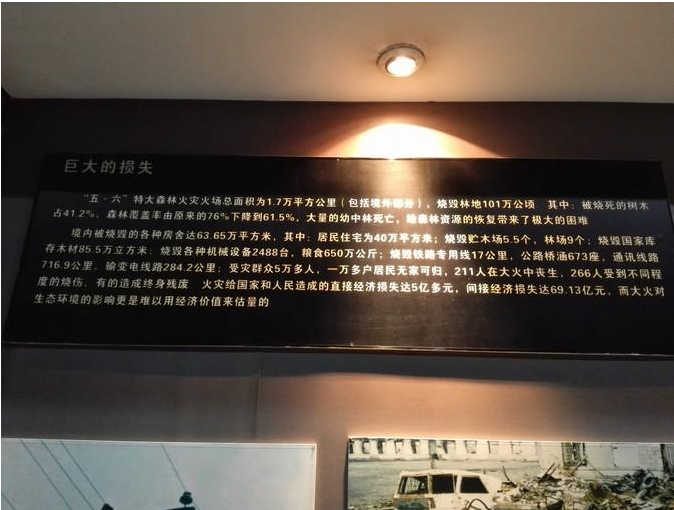 巨大的损失
“五·六”特大森林火灾火场总面积为1.7万平方公里(包括境外部分),烧毁林地101万公顷 其中:被烧死的树木
占41.2%、森林覆盖率由原来的76%下降到61.5%,大量的幼中林死亡,给森林资源的恢复带来了极大的困难
境内被烧毁的各种房舍达63.65万平方米,其中:居民住宅为40万平方米;烧毁贮木场5.5个,林场9个;烧毁国家库
存木材85.5万立方米;烧毁各种机械设备2488台,粮食650万公斤;烧毁铁路专用线17公里,公路桥涵673座,通讯线路
716.9公里,输变电线路284.2公里;受灾群众5万多人,一万多户居民无家可归,211人在大火中丧生,266人受到不同程
度的烧伤,有的造成终身残废 火灾给国家和人民造成的直接经济损失达5亿多元,间接经济损失达69.13亿元,而大火对
生态环境的影响更是难以用经济价值来估量的